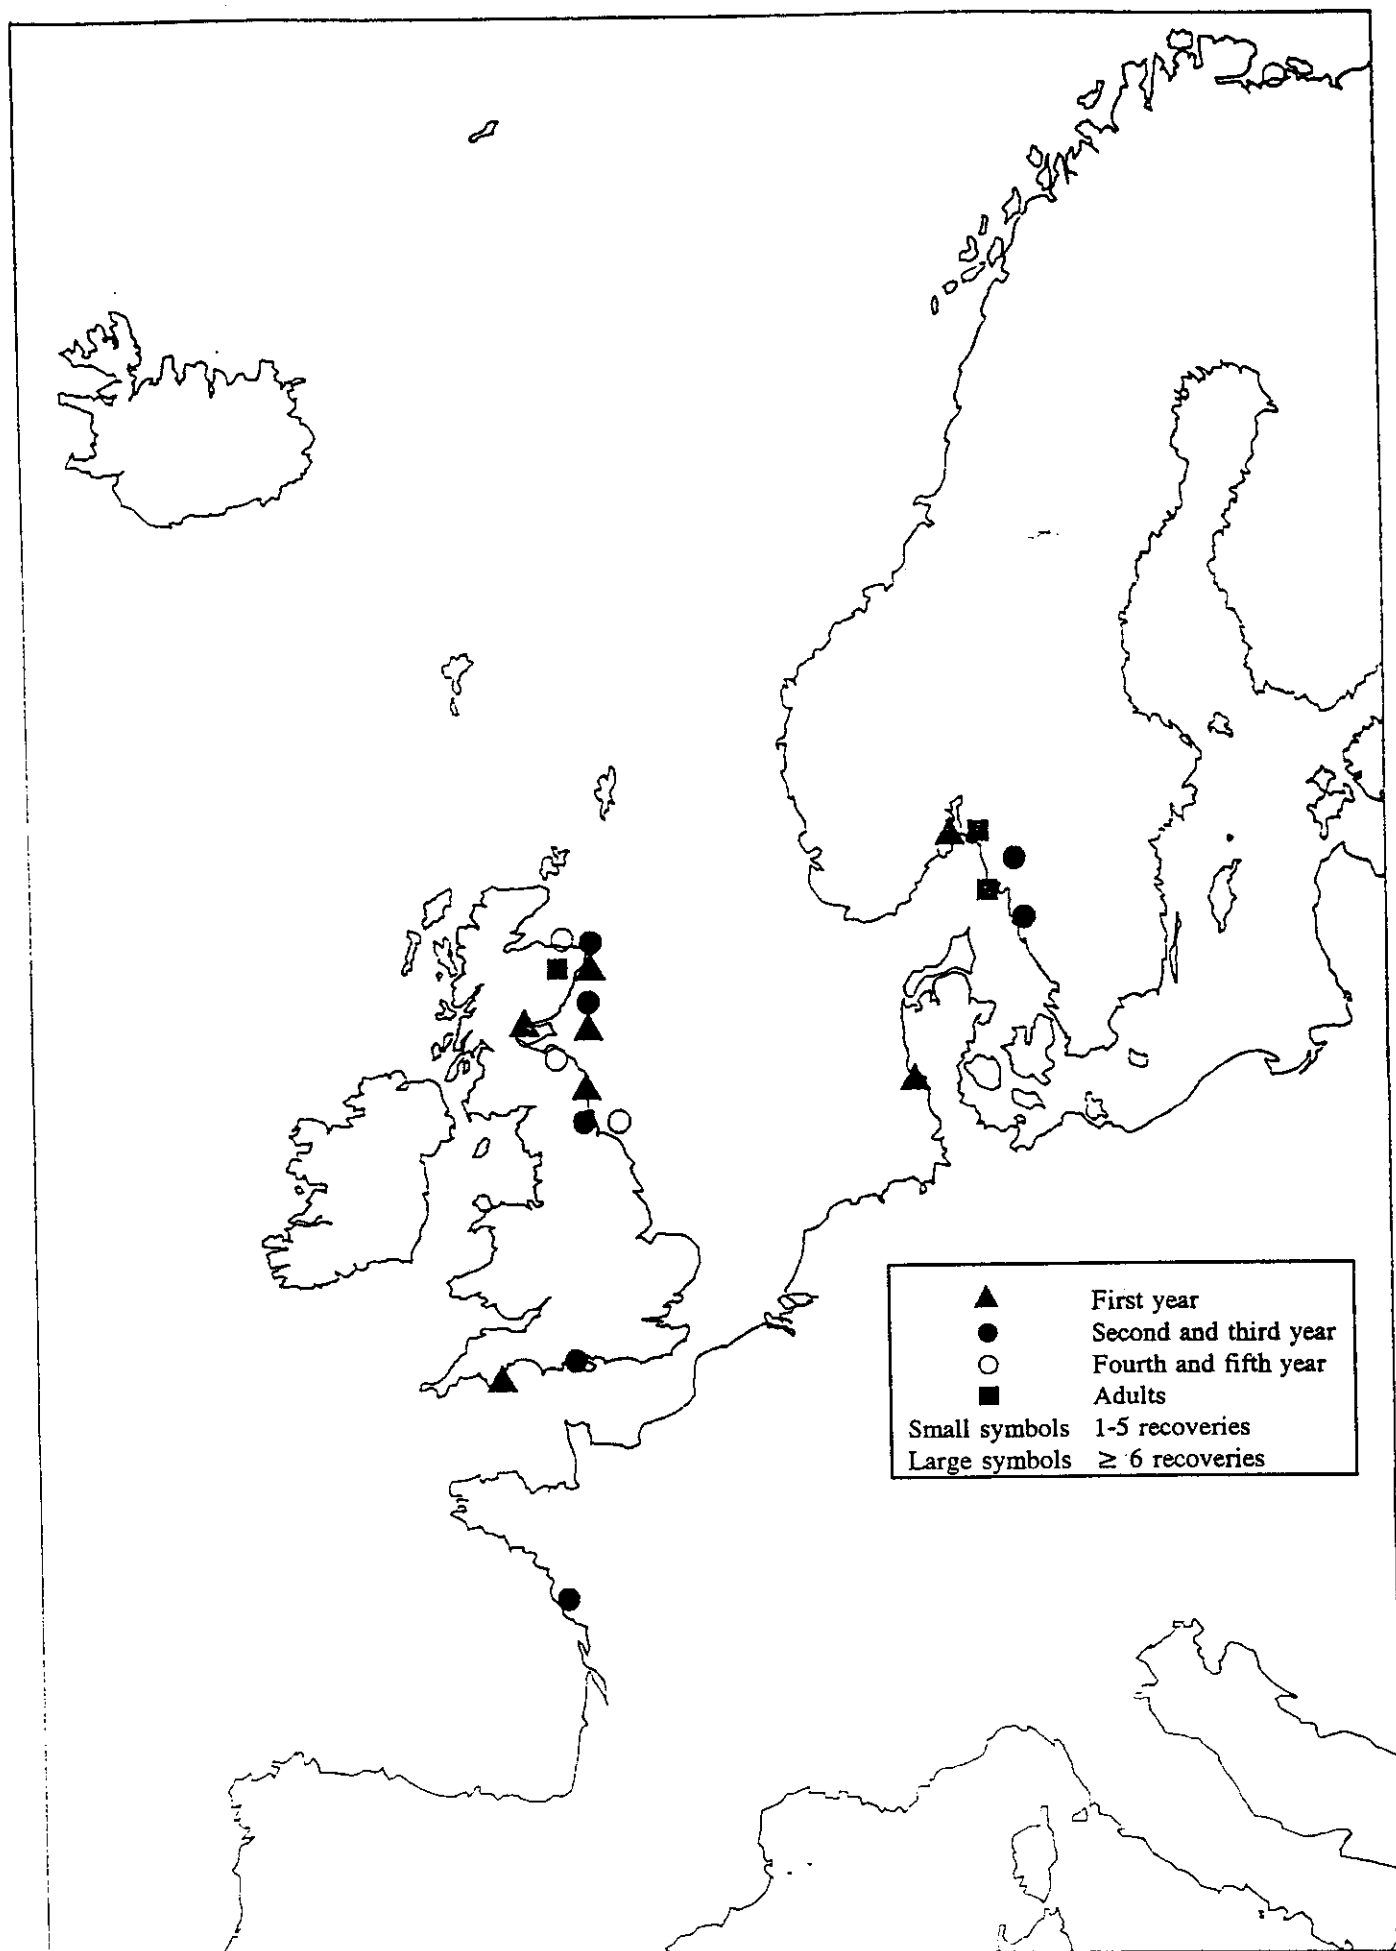 First year
Second and third year
Fourth and fifth year
Adults
Small symbols 1-5 recoveries
Large symbols ≥ 6 recoveries